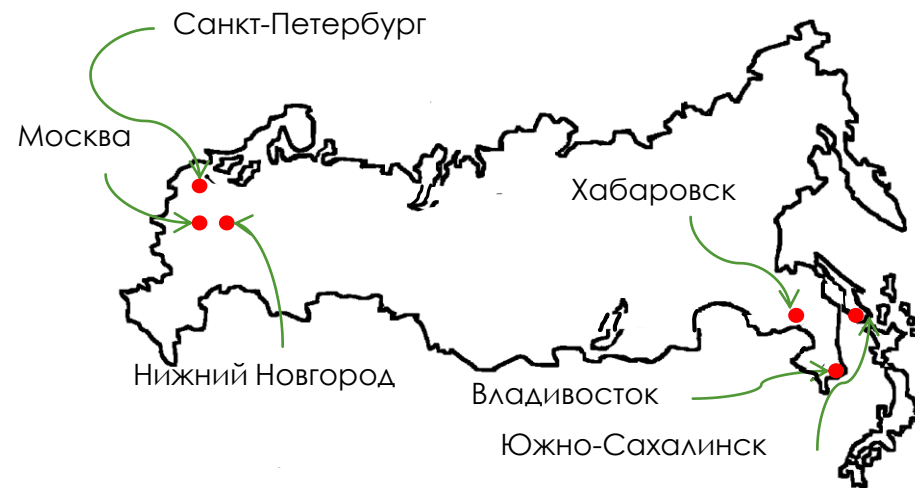 Санкт-Петербург
Москва
Хабаровск
Нижний Новгород
Владивосток
Южно-Сахалинск